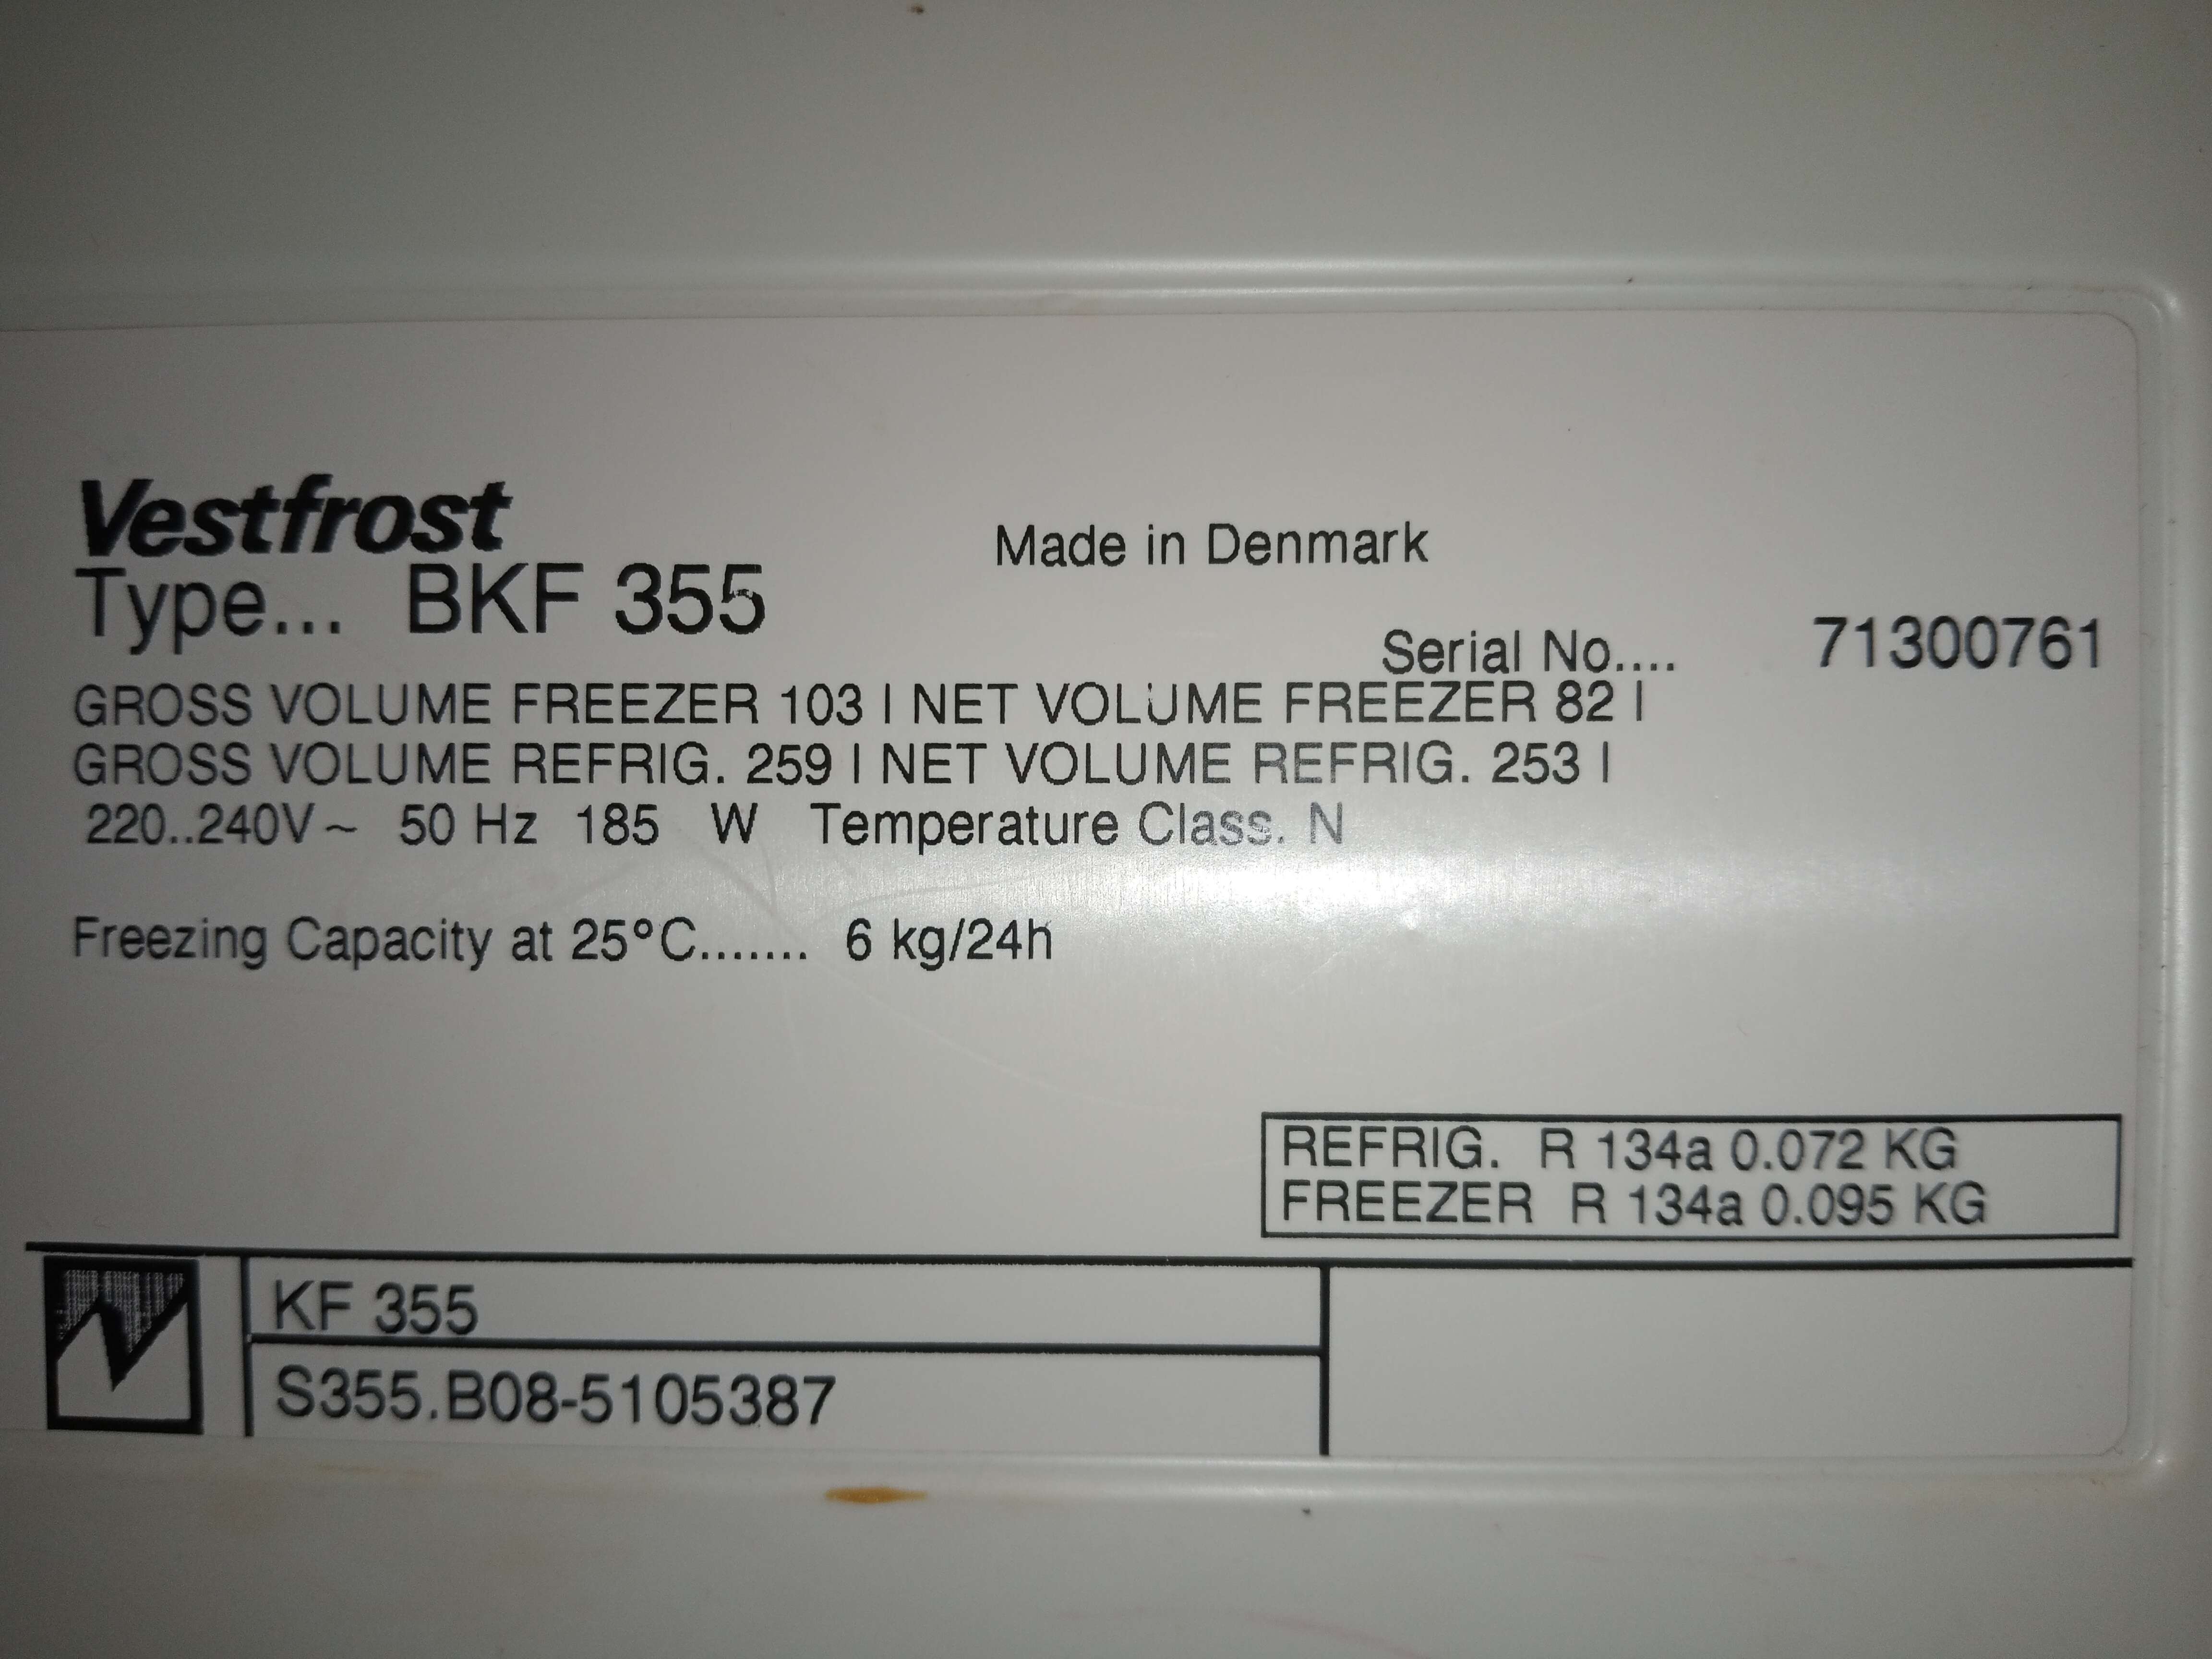 Vestfrost
Made in Denmark
Type... BKF 355
Serial No.... 71300761
GROSS VOLUME FREEZER 103 l NET VOLUME FREEZER 82 l
GROSS VOLUME REFRIG. 259 l NET VOLUME REFRIG. 253 l
220..240V~ 50 Hz 185 W Temperature Class. N
Freezing Capacity at 25°C....... 6 kg/24h
REFRIG. R 134a 0.072 KG
FREEZER R 134a 0.095 KG
KF 355
S355.B08-5105387